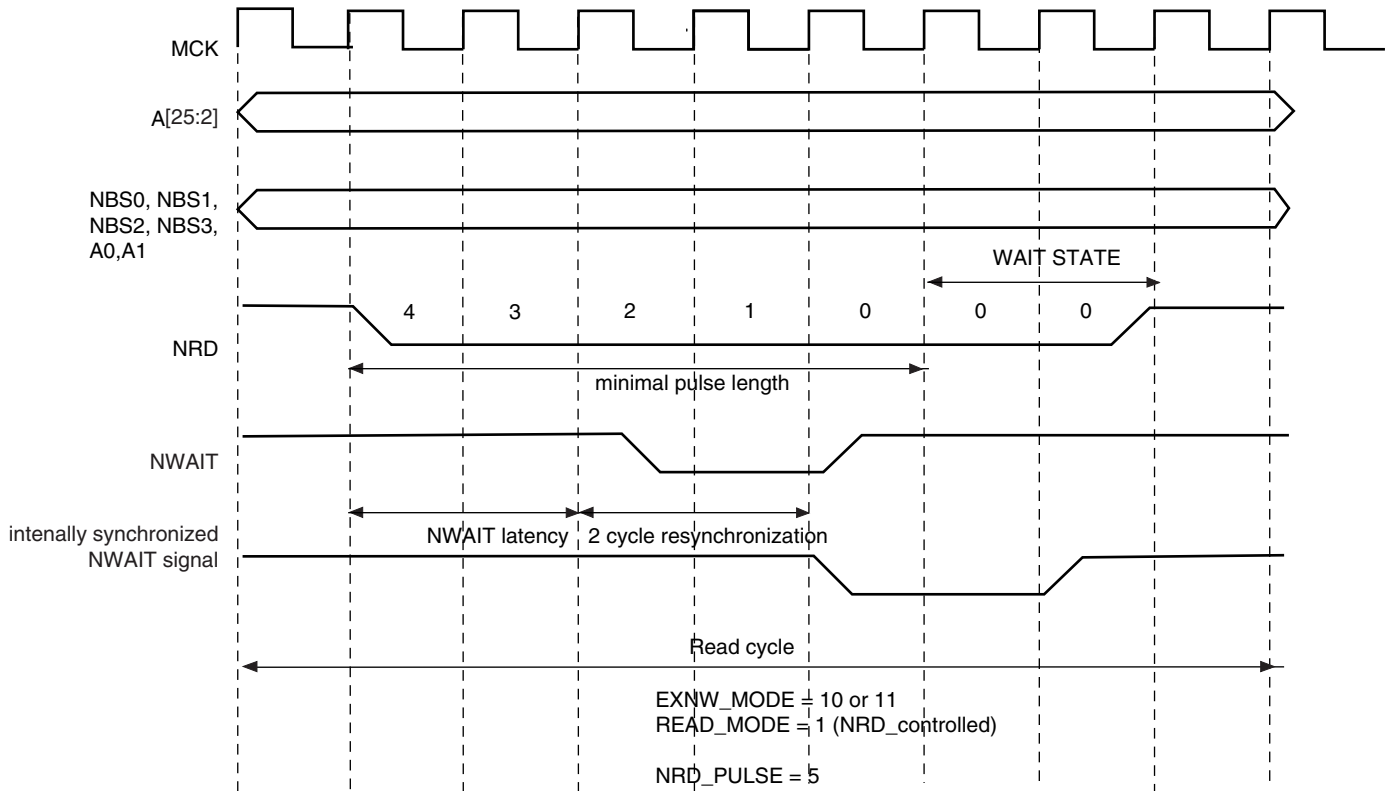 MCK
A[25:2]
NBS0, NBS1,
NBS2, NBS3,
A0,A1
WAIT STATE
4 3 2 1 0 0 0
NRD
minimal pulse length
NWAIT
NWAIT latency 2 cycle resynchronization
intenally synchronized
NWAIT signal
Read cycle
EXNW_MODE = 10 or 11
READ_MODE = 1 (NRD_controlled)
NRD_PULSE = 5